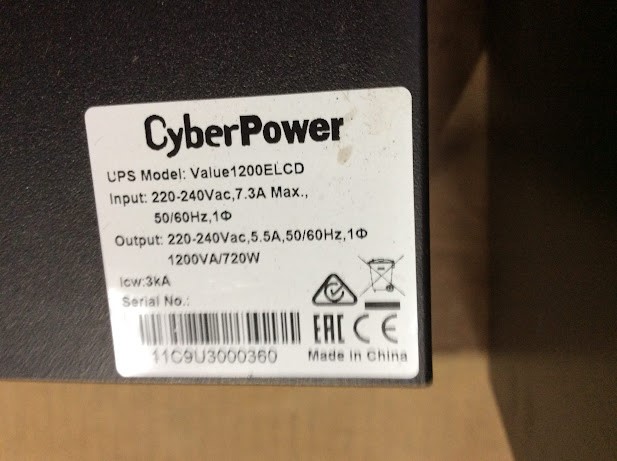 CyberPower
UPS Model: Value1200ELCD
Input: 220-240Vac,7.3A Max.,
50/60Hz,1Φ
Output: 220-240Vac,5.5A,50/60Hz,1Φ
1200VA/720W
Icw:3kA
Serial No.:
EAC CE
11C9U3000360
Made in China